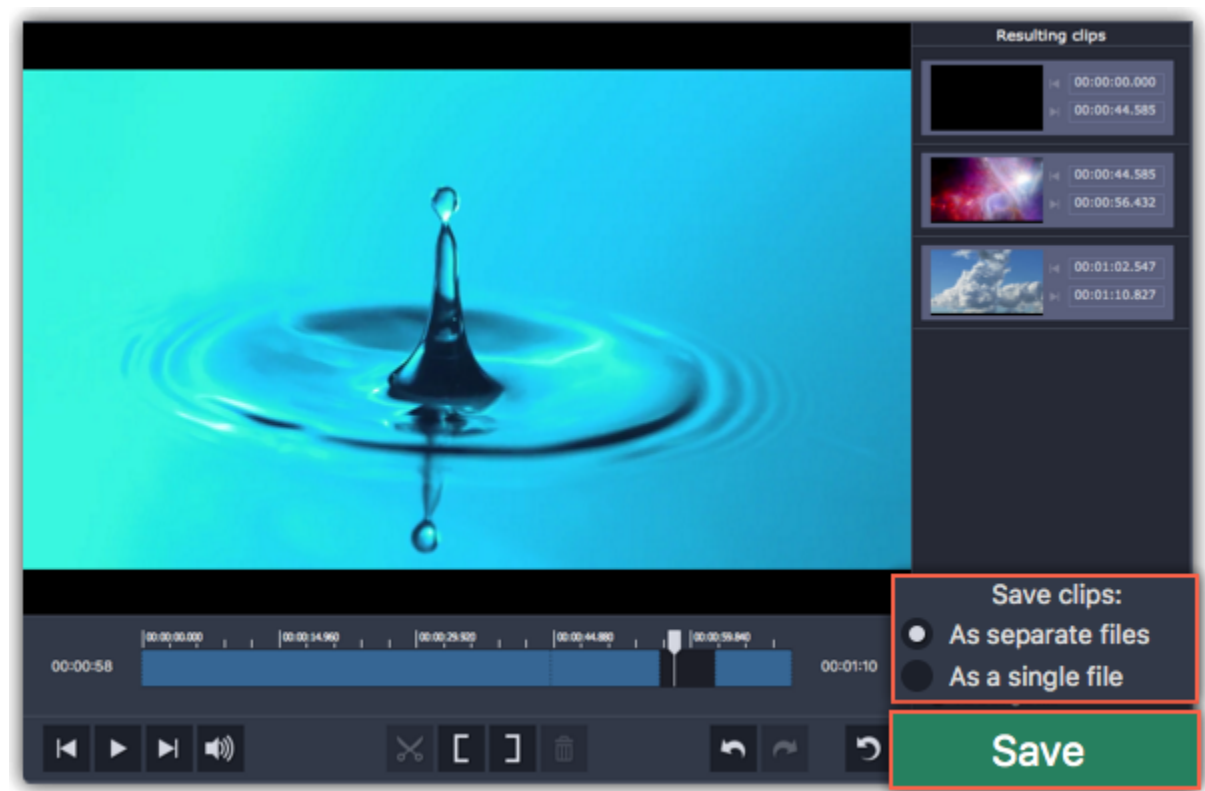 Resulting clips
00:00:00.000
00:00:44.585
00:00:44.585
00:00:56.432
00:01:02.547
00:01:10.827
Save clips:
As separate files
As a single file
00:00:00.000 00:00:14.960 00:00:29.920 00:00:44.880 00:00:59.840
00:00:58 00:01:10
Save